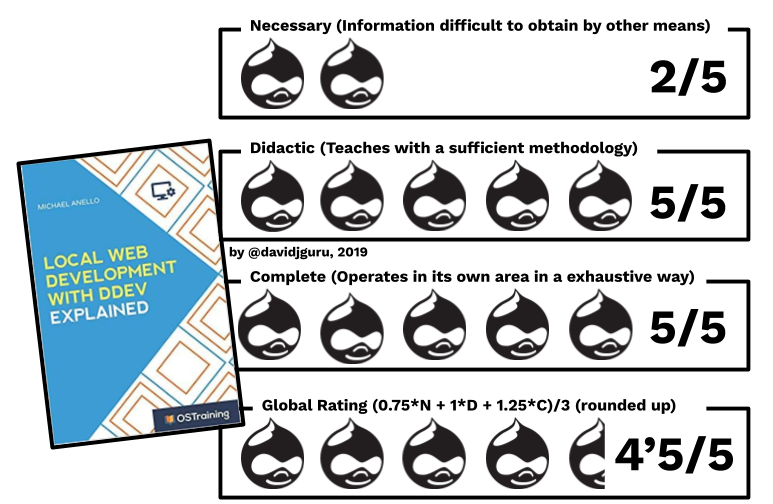 Necessary (Information difficult to obtain by other means)
2/5
Didactic (Teaches with a sufficient methodology)
5/5
by @davidjguru, 2019
Complete (Operates in its own area in a exhaustive way)
5/5
Global Rating (0.75*N + 1*D + 1.25*C)/3 (rounded up)
4’5/5
MICHAEL ANELLO
LOCAL WEB
DEVELOPMENT
WITH DDEV
EXPLAINED
OSTraining